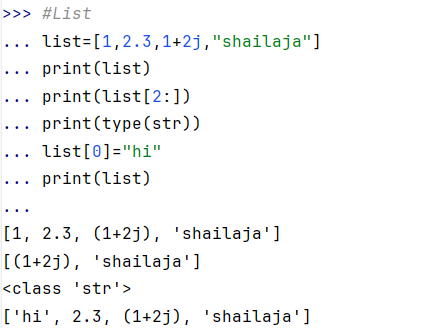 >>> #List
... list=[1,2.3,1+2j,"shailaja"]
... print(list)
... print(list[2:])
... print(type(str))
... list[0]="hi"
... print(list)
...
[1, 2.3, (1+2j), 'shailaja']
[(1+2j), 'shailaja']
<class 'str'>
['hi', 2.3, (1+2j), 'shailaja']